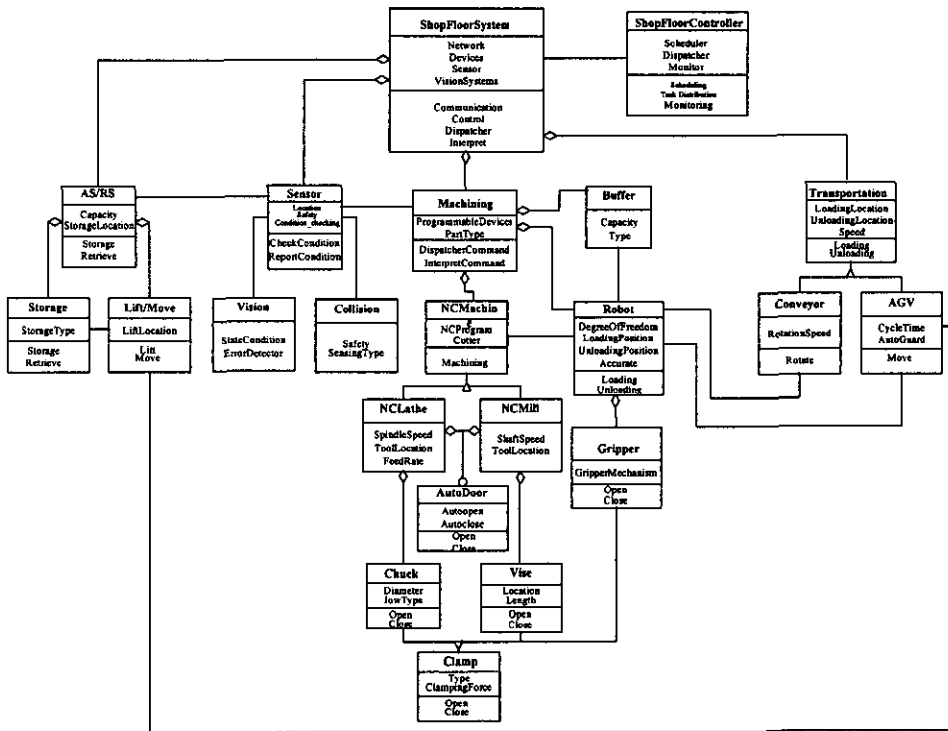 ShopFloorSystem
Network
Devices
Sensor
VisionSystems
Communication
Control
Dispatcher
Interpret
ShopFloorController
Scheduler
Dispatcher
Monitor
Scheduling
Task Distribution
Monitoring
AS/RS
Capacity
StorageLocation
Storage
Retrieve
Sensor
Location
Safety
Condition_checking
CheckCondition
ReportCondition
Machining
ProgrammableDevices
PartType
DispatcherCommand
InterpretCommand
Buffer
Capacity
Type
Transportation
LoadingLocation
UnloadingLocation
Speed
Loading
Unloading
Storage
StorageType
Storage
Retrieve
Lift/Move
LiftLocation
Lift
Move
Vision
StateCondition
ErrorDetector
Collision
Safety
SensingType
NCMachin
e
NCProgram
Cutter
Machining
Robot
DegreeOfFreedom
LoadingPosition
UnloadingPosition
Accurate
Loading
Unloading
Conveyor
RotationSpeed
Rotate
AGV
CycleTime
AutoGuard
Move
NCLathe
SpindleSpeed
ToolLocation
FeedRate
NCMill
ShaftSpeed
ToolLocation
Gripper
GripperMechanism
Open
Close
AutoDoor
Autoopen
Autoclose
Open
Close
Chuck
Diameter
JowType
Open
Close
Vise
Location
Length
Open
Close
Clamp
Type
ClampingForce
Open
Close